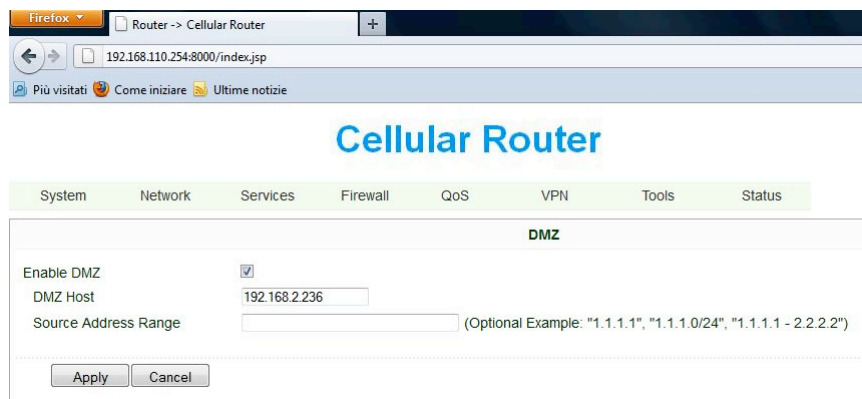 Firefox
Router -> Cellular Router
192.168.110.254:8000/index.jsp
Più visitati Come iniziare Ultime notizie
Cellular Router
System Network Services Firewall QoS VPN Tools Status
DMZ
Enable DMZ
DMZ Host 192.168.2.236
Source Address Range (Optional Example: "1.1.1.1", "1.1.1.0/24", "1.1.1.1 - 2.2.2.2")
Apply Cancel